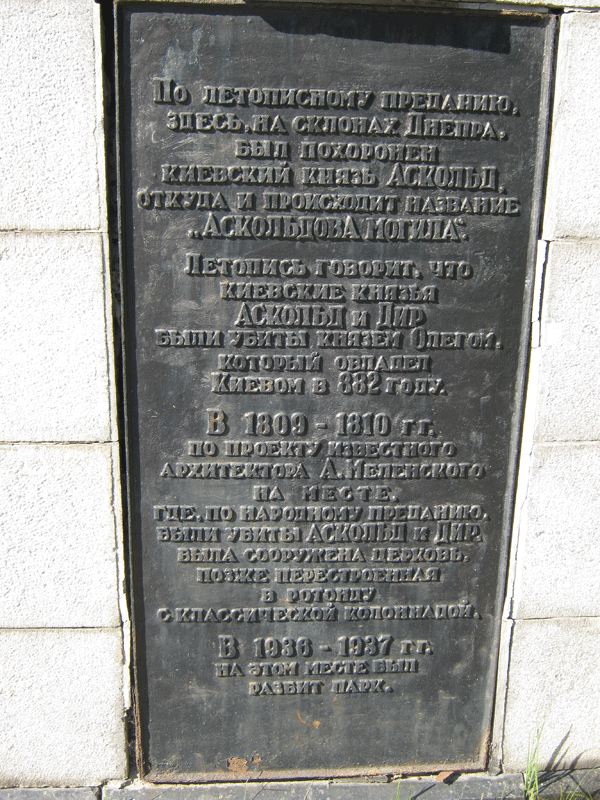 По летописному преданию,
здесь, на склонах Днепра,
был похоронен
киевский князь Аскольд,
откуда и происходит название
„Аскольдова могила".
Летопись говорит, что
киевские князья
Аскольд и Дир
были убиты князем Олегом,
который овладел
Киевом в 882 году.
В 1809 - 1810 гг.
по проекту известного
архитектора А. Меленского
на месте,
где, по народному преданию,
были убиты Аскольд и Дир,
была сооружена церковь,
позже перестроенная
в ротонду
с классической колоннадой.
В 1936 - 1937 гг.
на этом месте был
разбит парк.